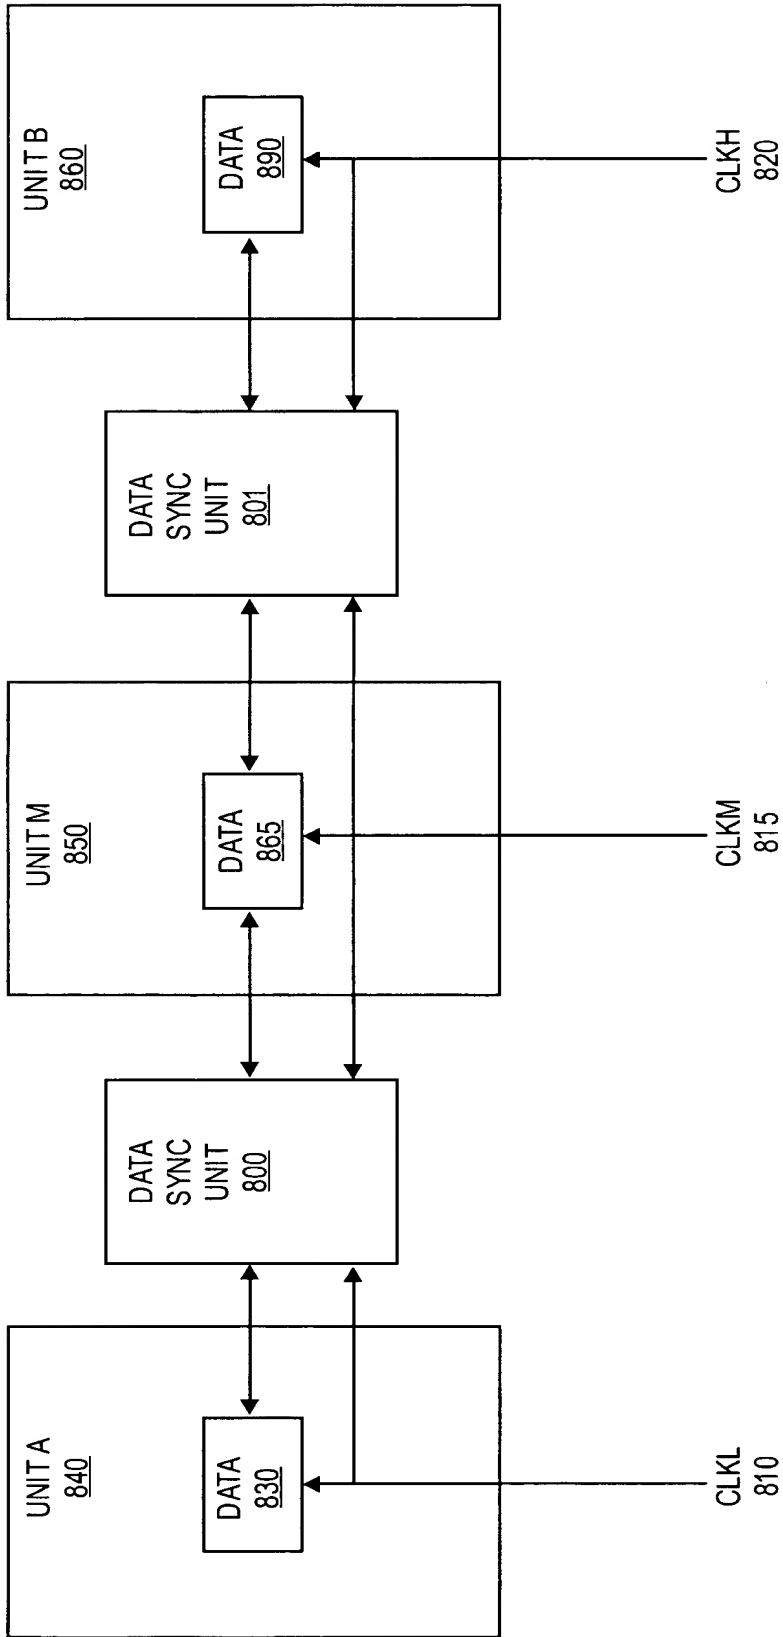 UNIT A
840
DATA
830
CLKL
810
DATA
SYNC
UNIT
800
UNIT M
850
DATA
865
CLKM
815
DATA
SYNC
UNIT
801
UNIT B
860
DATA
890
CLKH
820